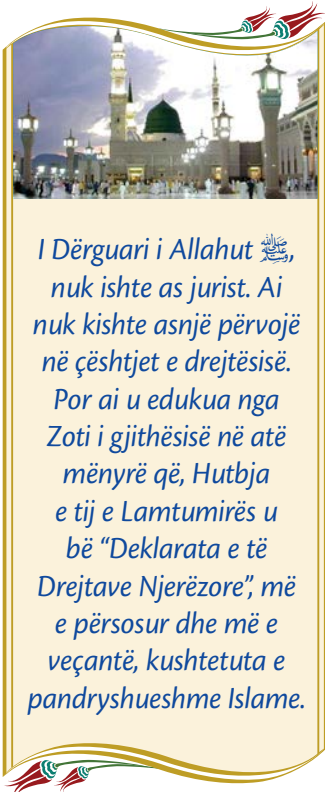 I Dërguari i Allahut ﷺ,
nuk ishte as jurist. Ai
nuk kishte asnjë përvojë
në çështjet e drejtësisë.
Por ai u edukua nga
Zoti i gjithësisë në atë
mënyrë që, Hutbja
e tij e Lamtumirës u
bë “Deklarata e të
Drejtave Njerëzore”, më
e përsosur dhe më e
veçantë, kushtetuta e
pandryshueshme Islame.